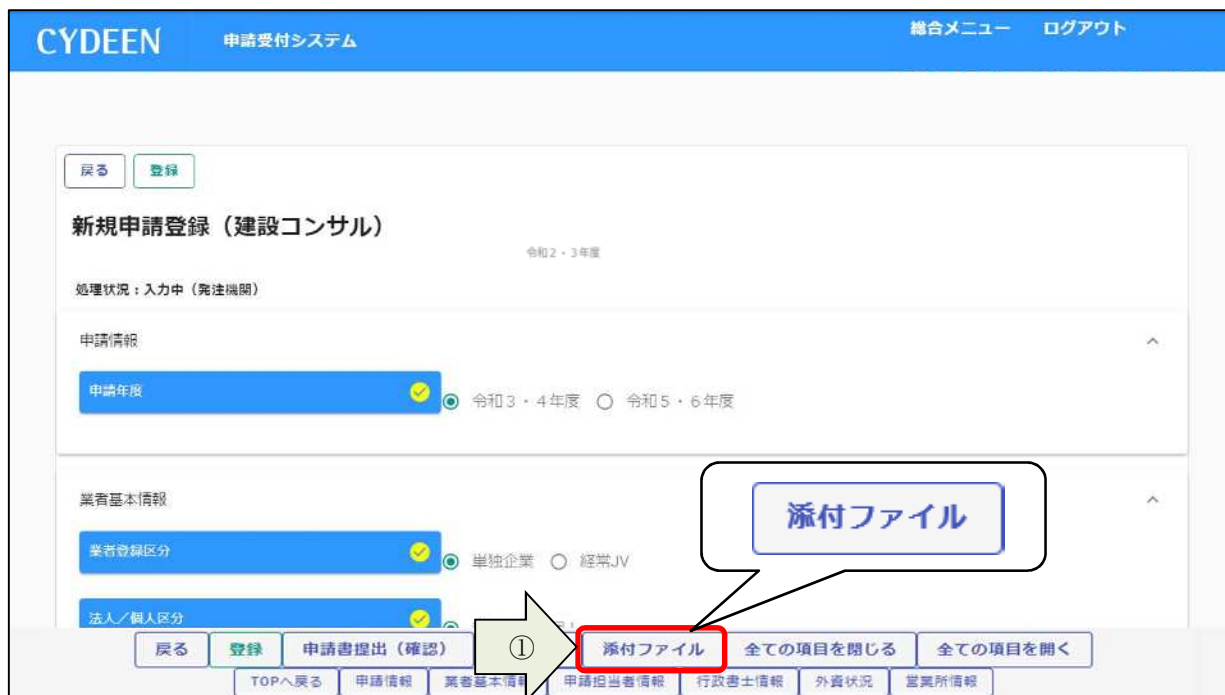 CYDEEN 申請受付システム 総合メニュー ログアウト
戻る 登録
新規申請登録（建設コンサル）
令和2・3年度
処理状況：入力中（発注機関）
申請情報
申請年度 令和3・4年度 令和5・6年度
業者基本情報
添付ファイル
業者登録区分 単独企業 経常JV
法人／個人区分
戻る 登録 申請書提出（確認） ① 添付ファイル 全ての項目を閉じる 全ての項目を開く
TOPへ戻る 申請情報 業者基本情報 申請担当者情報 行政書士情報 外資状況 営業所情報